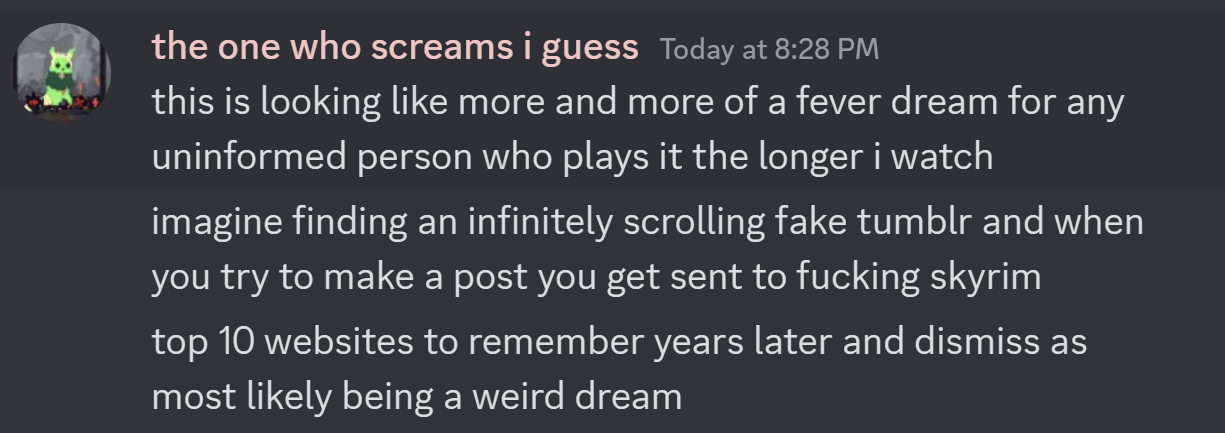 the one who screams i guess Today at 8:28 PM
this is looking like more and more of a fever dream for any
uninformed person who plays it the longer i watch
imagine finding an infinitely scrolling fake tumblr and when
you try to make a post you get sent to fucking skyrim
top 10 websites to remember years later and dismiss as
most likely being a weird dream